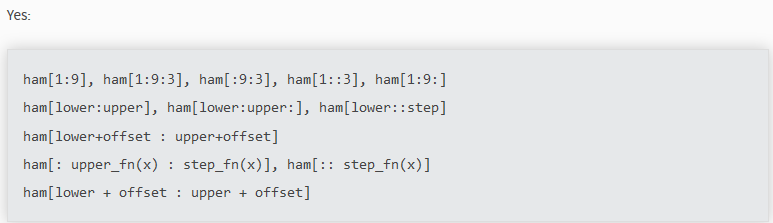 Yes:
ham[1:9], ham[1:9:3], ham[:9:3], ham[1::3], ham[1:9:]
ham[lower:upper], ham[lower:upper:], ham[lower::step]
ham[lower+offset : upper+offset]
ham[: upper_fn(x) : step_fn(x)], ham[:: step_fn(x)]
ham[lower + offset : upper + offset]